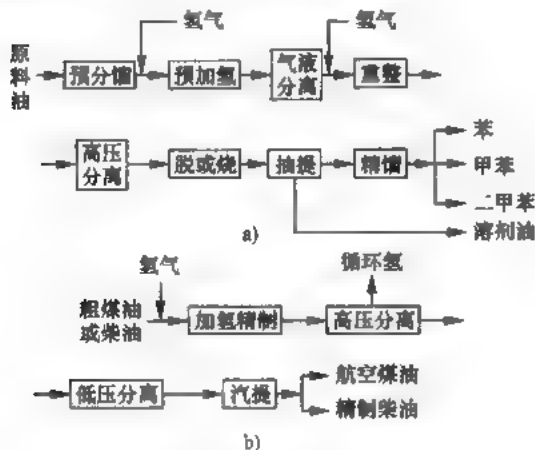 氢气
氢气
原料油
预分馏
预加氢
气液分离
重整
高压分离
脱或烧
抽提
精馏
苯
甲苯
二甲苯
溶剂油
a)
氢气
循环氢
粗煤油
或柴油
加氢精制
高压分离
低压分离
汽提
航空煤油
精制柴油
b)